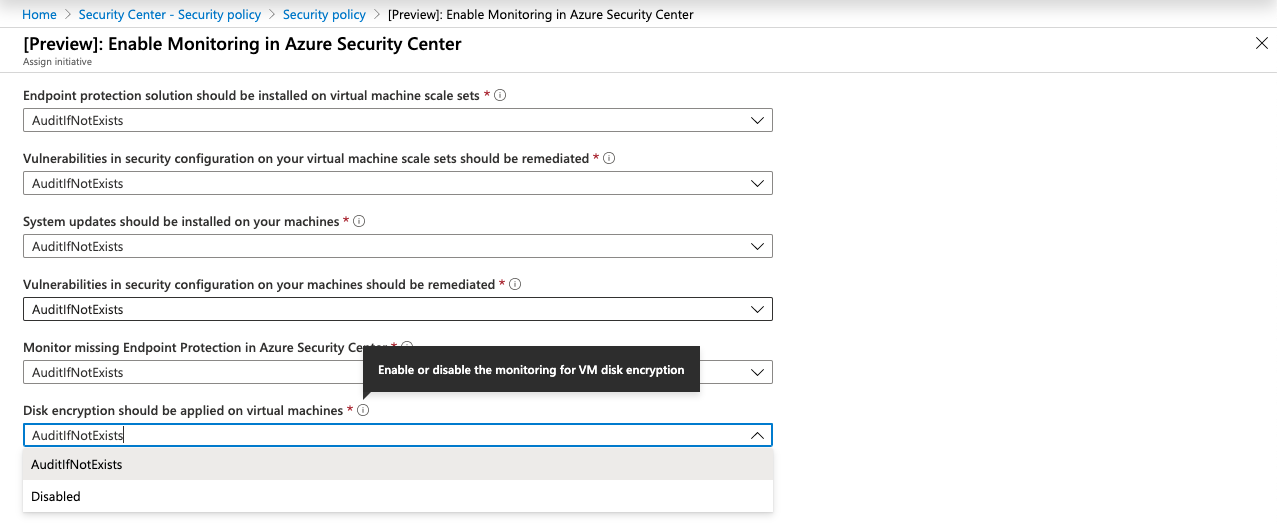 Home > Security Center - Security policy > Security policy > [Preview]: Enable Monitoring in Azure Security Center
[Preview]: Enable Monitoring in Azure Security Center
Assign initiative
Endpoint protection solution should be installed on virtual machine scale sets *
AuditIfNotExists
Vulnerabilities in security configuration on your virtual machine scale sets should be remediated *
AuditIfNotExists
System updates should be installed on your machines *
AuditIfNotExists
Vulnerabilities in security configuration on your machines should be remediated *
AuditIfNotExists
Monitor missing Endpoint Protection in Azure Security Center *
AuditIfNotExists
Enable or disable the monitoring for VM disk encryption
Disk encryption should be applied on virtual machines *
AuditIfNotExists
AuditIfNotExists
Disabled